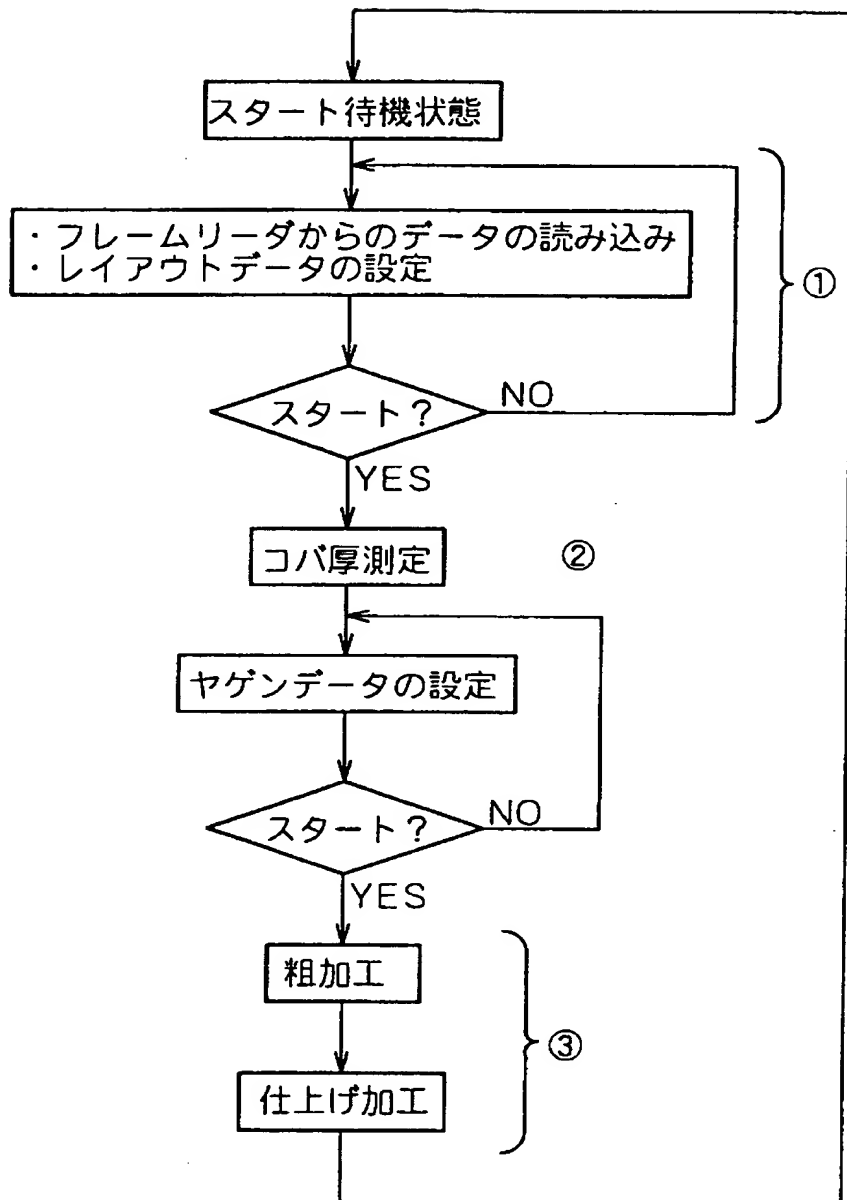 スタート待機状態
・フレームリーダからのデータの読み込み
・レイアウトデータの設定
①
スタート？
NO
YES
コバ厚測定
②
ヤゲンデータの設定
スタート？
NO
YES
粗加工
③
仕上げ加工